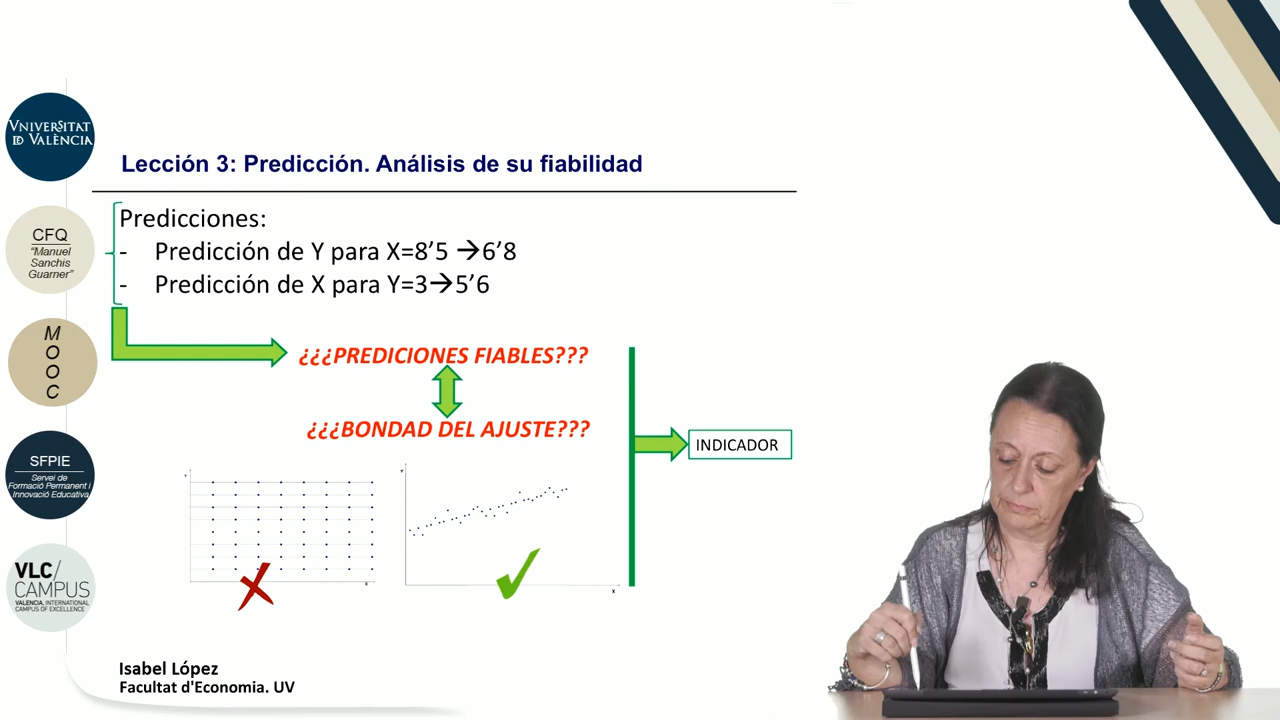 VNIVERSITAT
ID VALÈNCIA
CFQ
"Manuel
Sanchis
Guarner"
M
O
O
C
SFPIE
Servei de
Formació Permanent i
Innovació Educativa
VLC/
CAMPUS
VALENCIA, INTERNATIONAL
CAMPUS OF EXCELLENCE
Lección 3: Predicción. Análisis de su fiabilidad
Predicciones:
- Predicción de Y para X=8'5 →6'8
- Predicción de X para Y=3→5'6
¿¿¿PREDICIONES FIABLES???
¿¿¿BONDAD DEL AJUSTE???
INDICADOR
Y
X
Y
X
Isabel López
Facultat d'Economia. UV